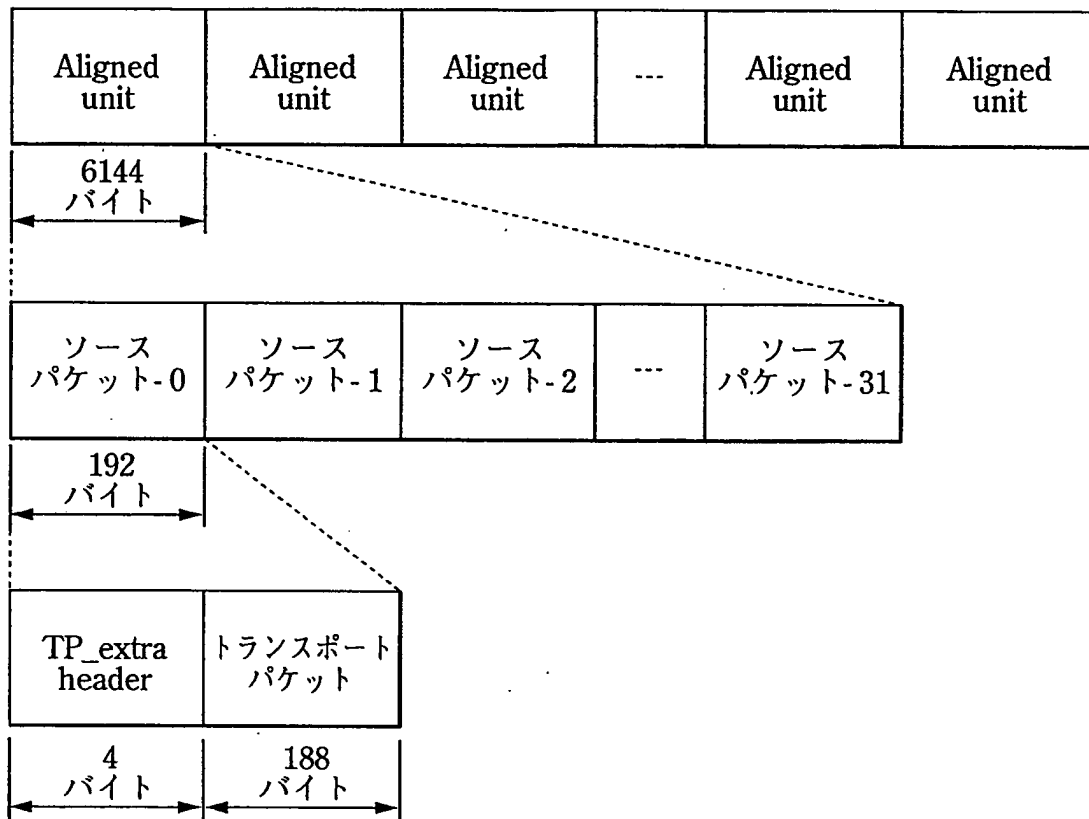 Aligned
unit
Aligned
unit
Aligned
unit
---
Aligned
unit
Aligned
unit
6144
バイト
ソース
パケット-0
ソース
パケット-1
ソース
パケット-2
---
ソース
パケット-31
192
バイト
TP_extra
header
トランスポート
パケット
4
バイト
188
バイト